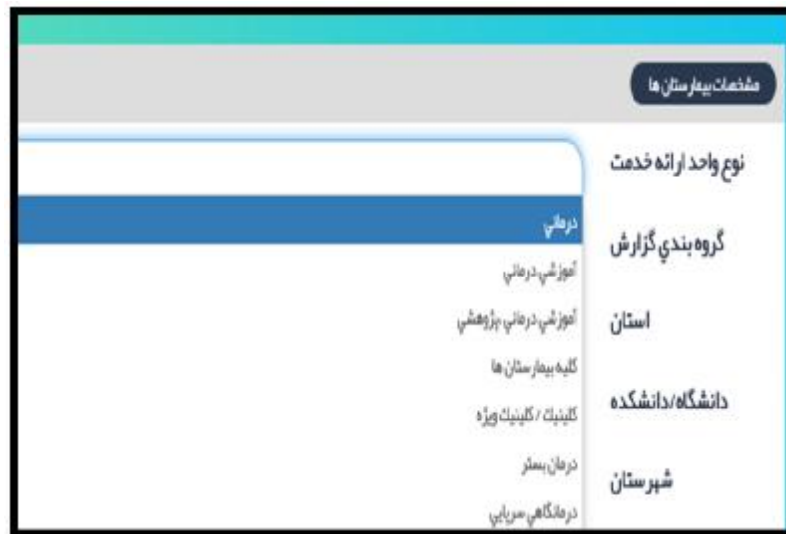 مشخصات بیمارستان ها
نوع واحد ارائه خدمت
درماني
گروه بندي گزارش
آموزشي درماني
استان
آموزشي درماني ،پژوهشي
کلیه بیمارستان ها
دانشگاه/دانشکده
کلینیک / کلینیک ویژه
درمان بستر
شهرستان
درمانگاهي سرپایي